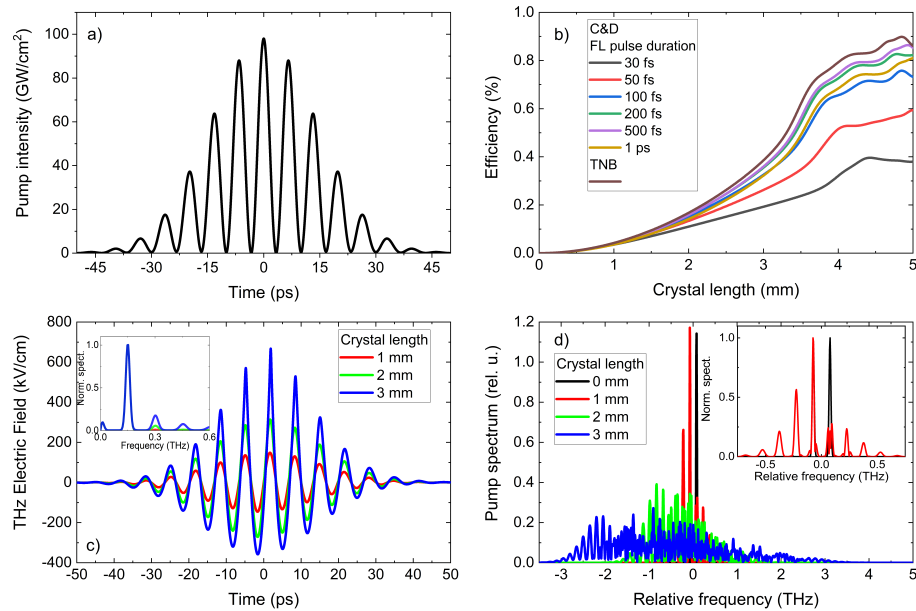 a)
Pump intensity (GW/cm²)
100
80
60
40
20
0
-45
-30
-15
0
15
30
45
Time (ps)
b)
Efficiency (%)
1.0
0.8
0.6
0.4
0.2
0.0
0
1
2
3
4
5
Crystal length (mm)
C&D
FL pulse duration
30 fs
50 fs
100 fs
200 fs
500 fs
1 ps
TNB
c)
THz Electric Field (kV/cm)
800
600
400
200
0
-200
-400
-50
-40
-30
-20
-10
0
10
20
30
40
50
Time (ps)
Crystal length
1 mm
2 mm
3 mm
Norm. spect.
1.0
0.5
0.0
0.0
0.3
0.6
Frequency (THz)
d)
Pump spectrum (rel. u.)
1.2
1.0
0.8
0.6
0.4
0.2
0.0
-3
-2
-1
0
1
2
3
4
5
Relative frequency (THz)
Crystal length
0 mm
1 mm
2 mm
3 mm
Norm. spect.
1.0
0.5
0.0
-0.5
0.0
0.5
Relative frequency (THz)